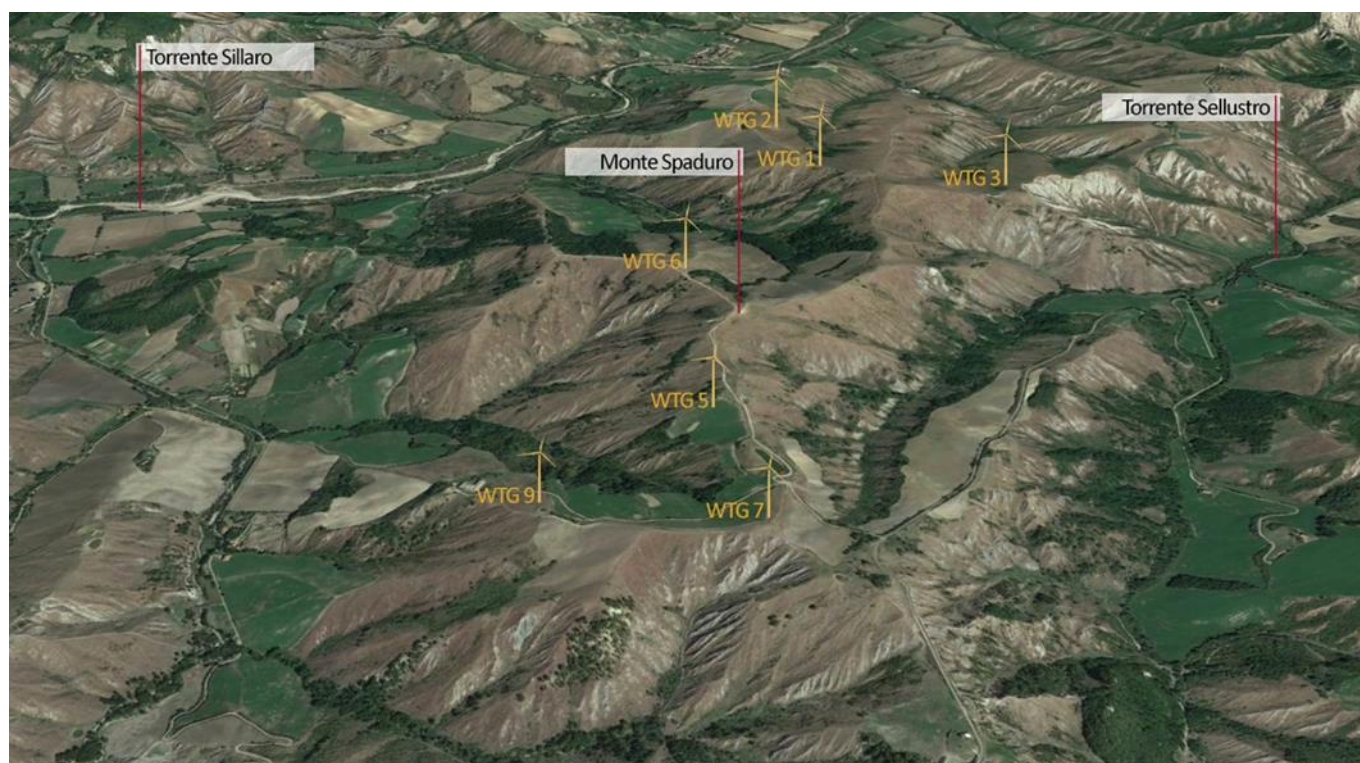 Torrente Sillaro
WTG 2
Torrente Sellustro
WTG 1
Monte Spaduro
WTG 3
WTG 6
WTG 5
WTG 9
WTG 7